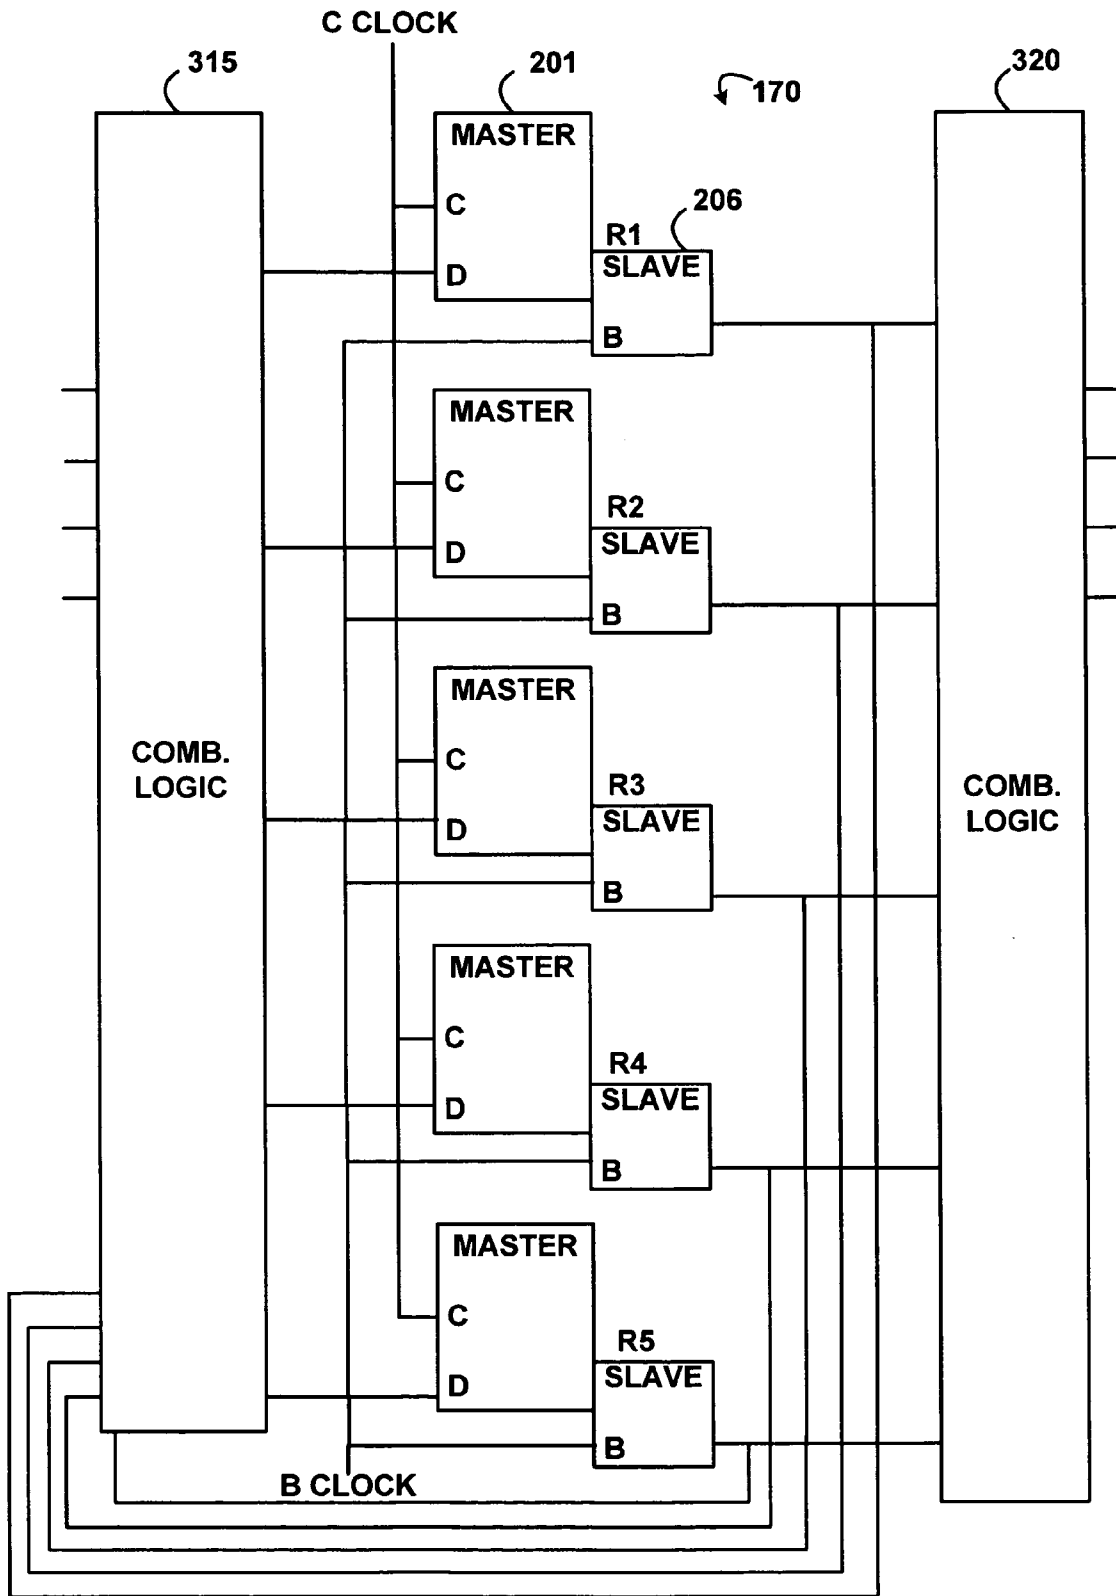 C CLOCK
315
201
170
320
MASTER
C
D
206
R1
SLAVE
B
MASTER
C
D
R2
SLAVE
B
COMB.
LOGIC
MASTER
C
D
R3
SLAVE
B
COMB.
LOGIC
MASTER
C
D
R4
SLAVE
B
MASTER
C
D
R5
SLAVE
B
B CLOCK